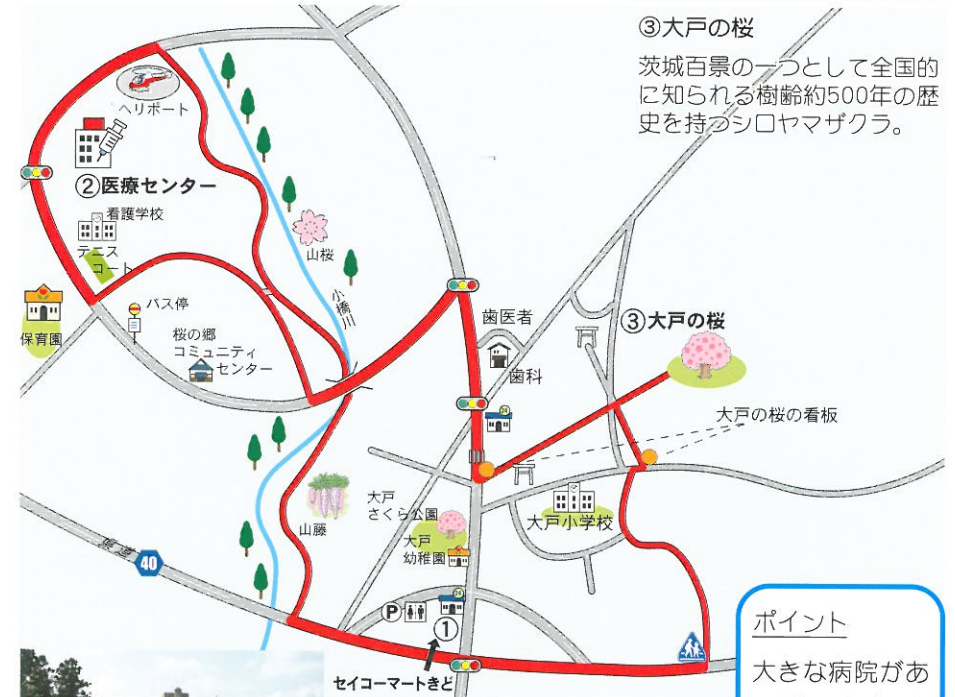 ③大戸の桜
茨城百景の一つとして全国的
に知られる樹齢約500年の歴
史を持つシロヤマザクラ。
ヘリポート
②医療センター
看護学校
テニス
コート
バス停
保育園
桜の郷
コミュニティ
センター
山桜
小橋川
歯医者
歯科
③大戸の桜
大戸の桜の看板
24
大戸
さくら公園
大戸
幼稚園
大戸小学校
山藤
県道
40
P
24
①
セイコーマートきど
ポイント
大きな病院があ